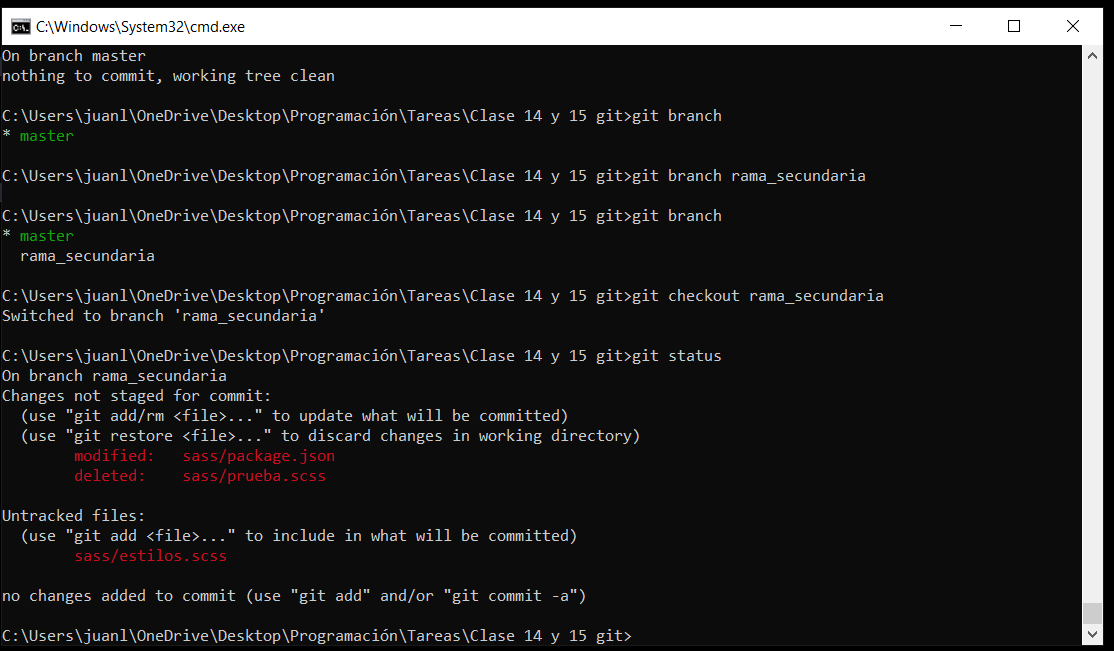 C:\Windows\System32\cmd.exe
On branch master
nothing to commit, working tree clean
C:\Users\juanl\OneDrive\Desktop\Programación\Tareas\Clase 14 y 15 git>git branch
* master
C:\Users\juanl\OneDrive\Desktop\Programación\Tareas\Clase 14 y 15 git>git branch rama_secundaria
C:\Users\juanl\OneDrive\Desktop\Programación\Tareas\Clase 14 y 15 git>git branch
* master
  rama_secundaria
C:\Users\juanl\OneDrive\Desktop\Programación\Tareas\Clase 14 y 15 git>git checkout rama_secundaria
Switched to branch 'rama_secundaria'
C:\Users\juanl\OneDrive\Desktop\Programación\Tareas\Clase 14 y 15 git>git status
On branch rama_secundaria
Changes not staged for commit:
  (use "git add/rm <file>..." to update what will be committed)
  (use "git restore <file>..." to discard changes in working directory)
        modified:   sass/package.json
        deleted:    sass/prueba.scss
Untracked files:
  (use "git add <file>..." to include in what will be committed)
        sass/estilos.scss
no changes added to commit (use "git add" and/or "git commit -a")
C:\Users\juanl\OneDrive\Desktop\Programación\Tareas\Clase 14 y 15 git>